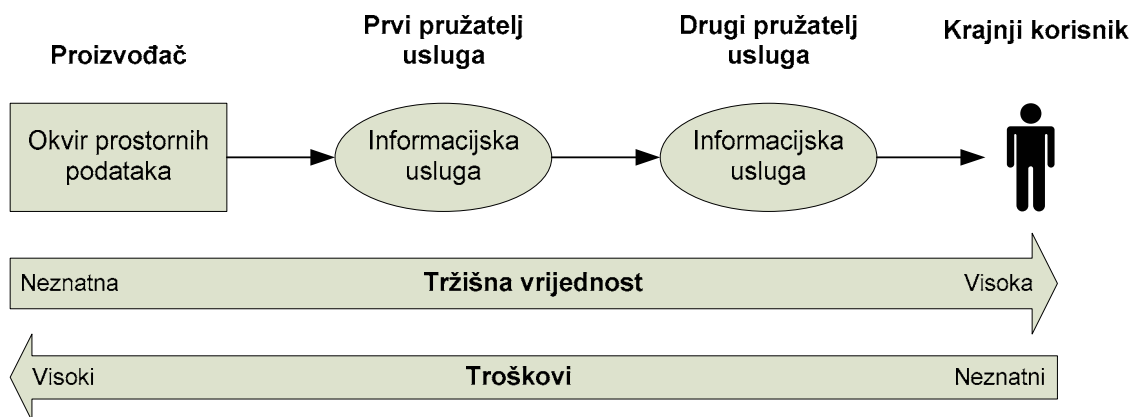 Proizvođač
Prvi pružatelj
usluga
Drugi pružatelj
usluga
Krajnji korisnik
Okvir prostornih
podataka
Informacijska
usluga
Informacijska
usluga
Neznatna
Tržišna vrijednost
Visoka
Visoki
Troškovi
Neznatni